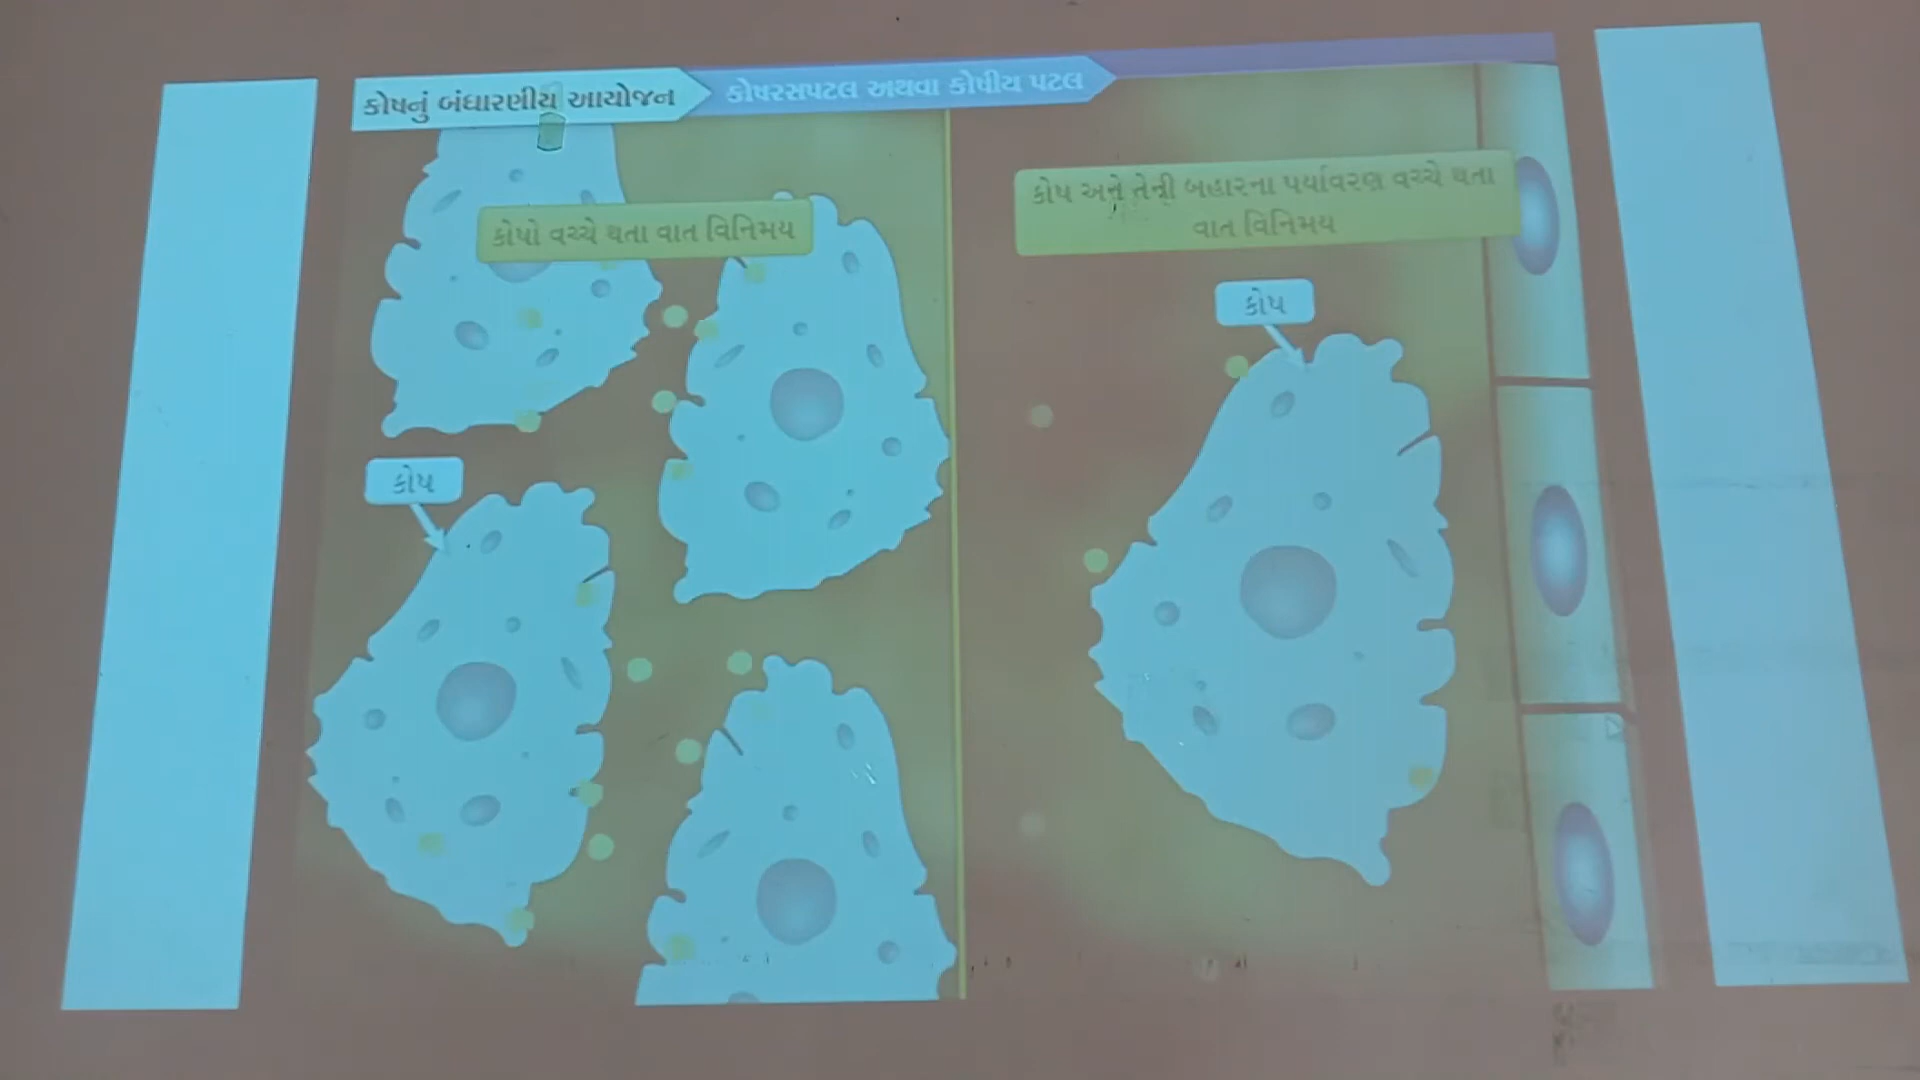 કોષનું બંધારણીય આયોજન
કોષરસપટલ અથવા કોષીય પટલ
કોષો વચ્ચે થતા વાત વિનિમય
કોષ અને તેની બહારના પર્યાવરણ વચ્ચે થતા
વાત વિનિમય
કોષ
કોષ